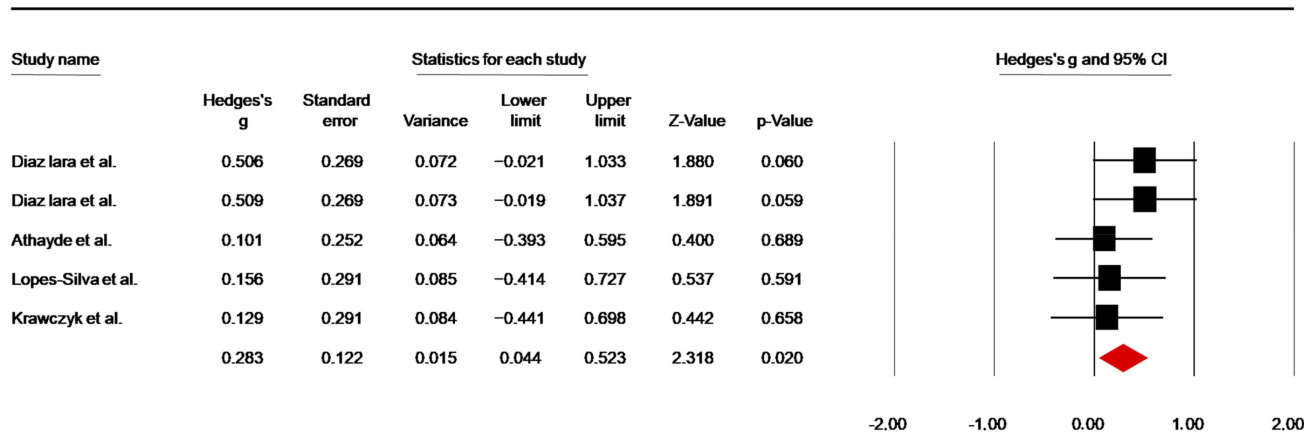 Study name Statistics for each study Hedges's g and 95% CI
Hedges's Standard Lower Upper
g error Variance limit limit Z-Value p-Value
Diaz lara et al. 0.506 0.269 0.072 −0.021 1.033 1.880 0.060
Diaz lara et al. 0.509 0.269 0.073 −0.019 1.037 1.891 0.059
Athayde et al. 0.101 0.252 0.064 −0.393 0.595 0.400 0.689
Lopes-Silva et al. 0.156 0.291 0.085 −0.414 0.727 0.537 0.591
Krawczyk et al. 0.129 0.291 0.084 −0.441 0.698 0.442 0.658
0.283 0.122 0.015 0.044 0.523 2.318 0.020
-2.00 -1.00 0.00 1.00 2.00